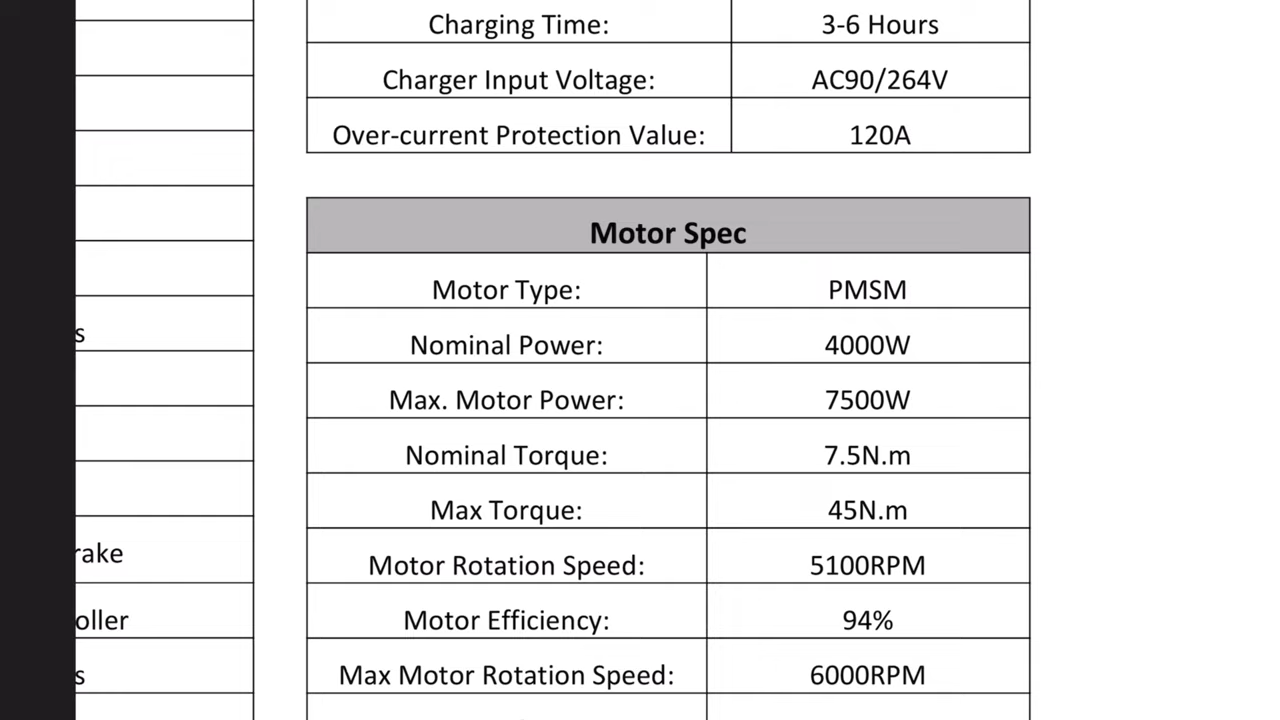 Charging Time: 3-6 Hours
Charger Input Voltage: AC90/264V
Over-current Protection Value: 120A
Motor Spec
Motor Type: PMSM
Nominal Power: 4000W
Max. Motor Power: 7500W
Nominal Torque: 7.5N.m
Max Torque: 45N.m
Motor Rotation Speed: 5100RPM
Motor Efficiency: 94%
Max Motor Rotation Speed: 6000RPM
s
rake
oller
s